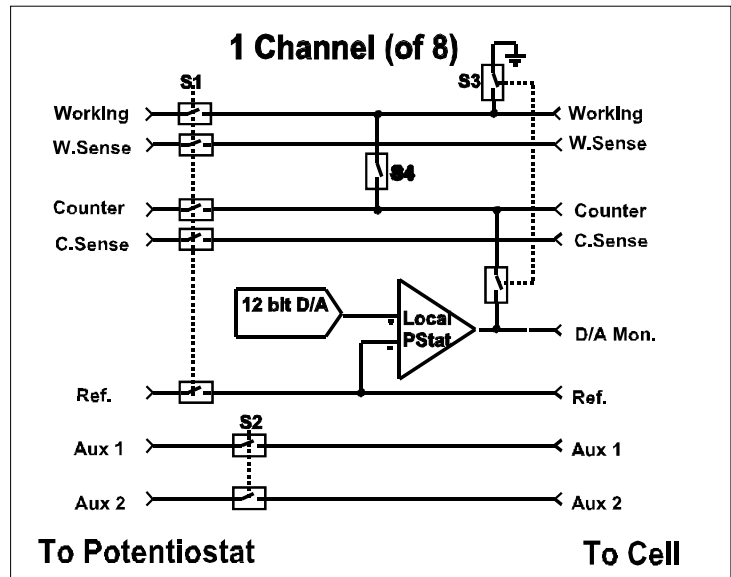 1 Channel (of 8)
S1
S3
Working
Working
W.Sense
W.Sense
S4
Counter
Counter
C.Sense
C.Sense
12 bit D/A
Local
PStat
D/A Mon.
Ref.
Ref.
S2
Aux 1
Aux 1
Aux 2
Aux 2
To Potentiostat
To Cell